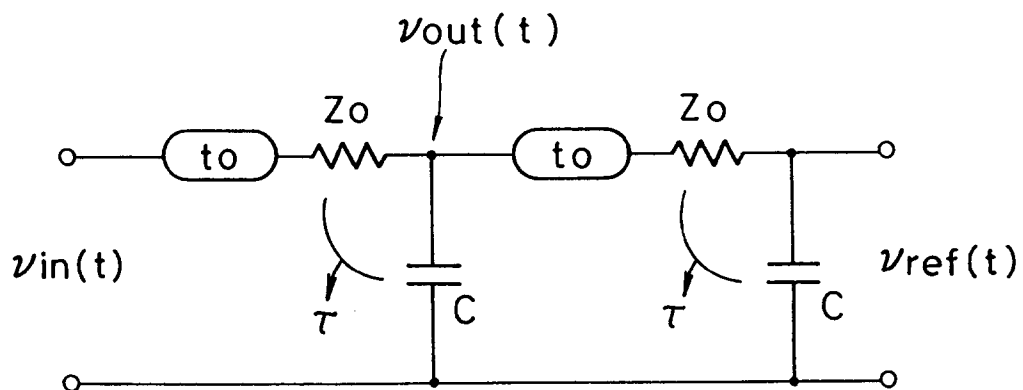 νout(t)
Zo
Zo
to
to
νin(t)
νref(t)
τ
C
τ
C